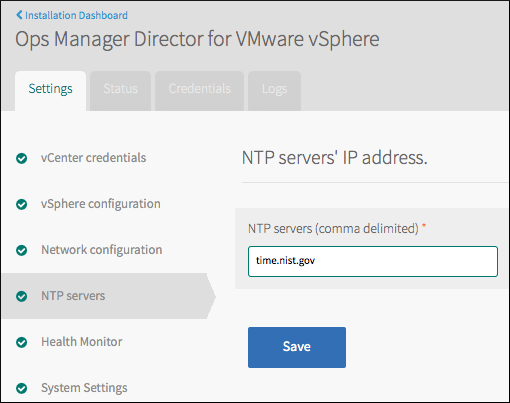 Installation Dashboard
Ops Manager Director for VMware vSphere
Settings
Status
Credentials
Logs
vCenter credentials
vSphere configuration
Network configuration
NTP servers
Health Monitor
System Settings
NTP servers' IP address.
NTP servers (comma delimited) *
time.nist.gov
Save